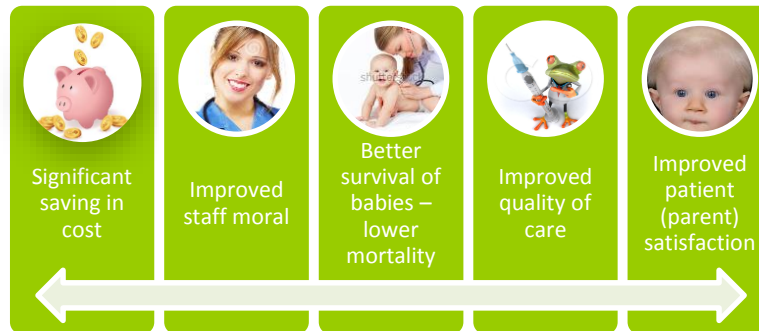 Significant
saving in
cost
Improved
staff moral
Better
survival of
babies –
lower
mortality
Improved
quality of
care
Improved
patient
(parent)
satisfaction